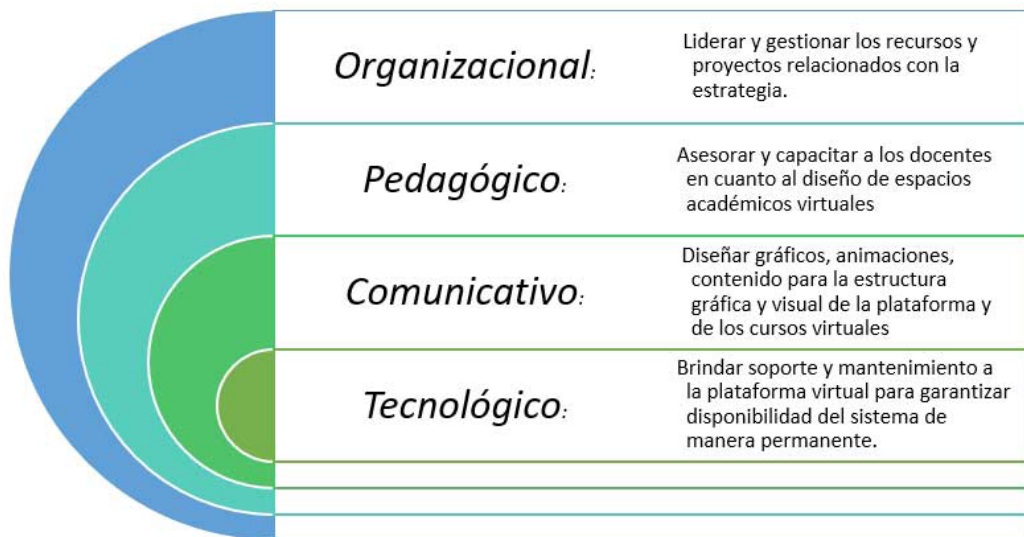 Organizacional:
Liderar y gestionar los recursos y
proyectos relacionados con la
estrategia.
Pedagógico:
Asesorar y capacitar a los docentes
en cuanto al diseño de espacios
académicos virtuales
Comunicativo:
Diseñar gráficos, animaciones,
contenido para la estructura
gráfica y visual de la plataforma y
de los cursos virtuales
Tecnológico:
Brindar soporte y mantenimiento a
la plataforma virtual para garantizar
disponibilidad del sistema de
manera permanente.